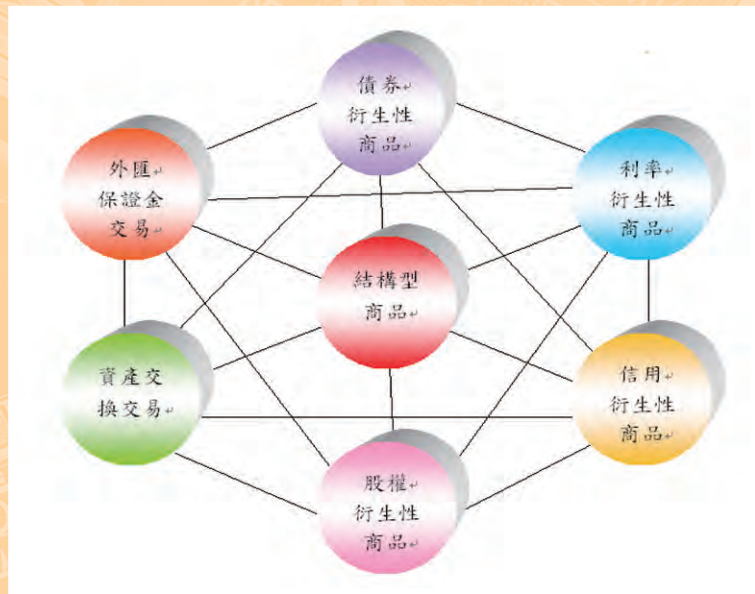 債券
衍生性
商品
外匯
保證金
交易
利率
衍生性
商品
結構型
商品
資產交
換交易
信用
衍生性
商品
股權
衍生性
商品